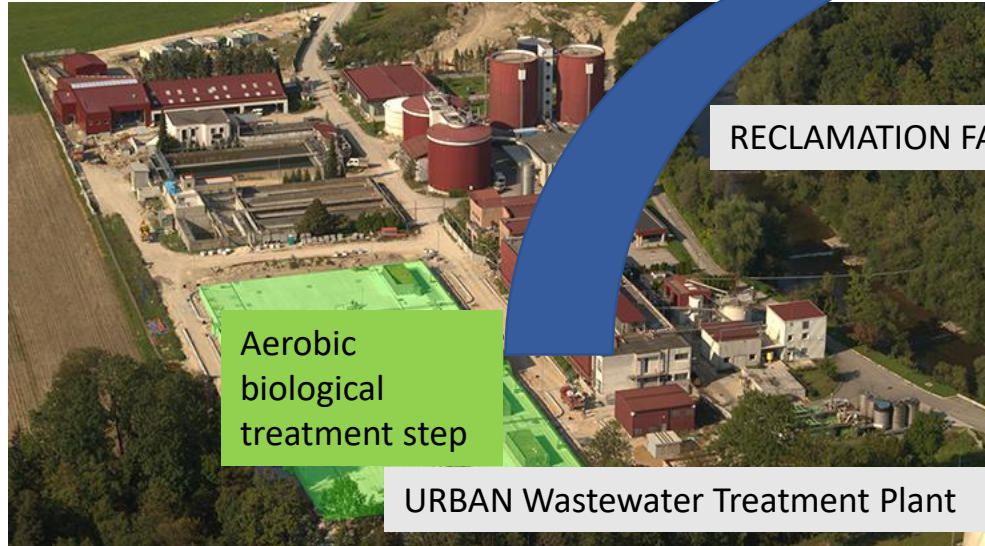 RECLAMATION FA
Aerobic
biological
treatment step
URBAN Wastewater Treatment Plant